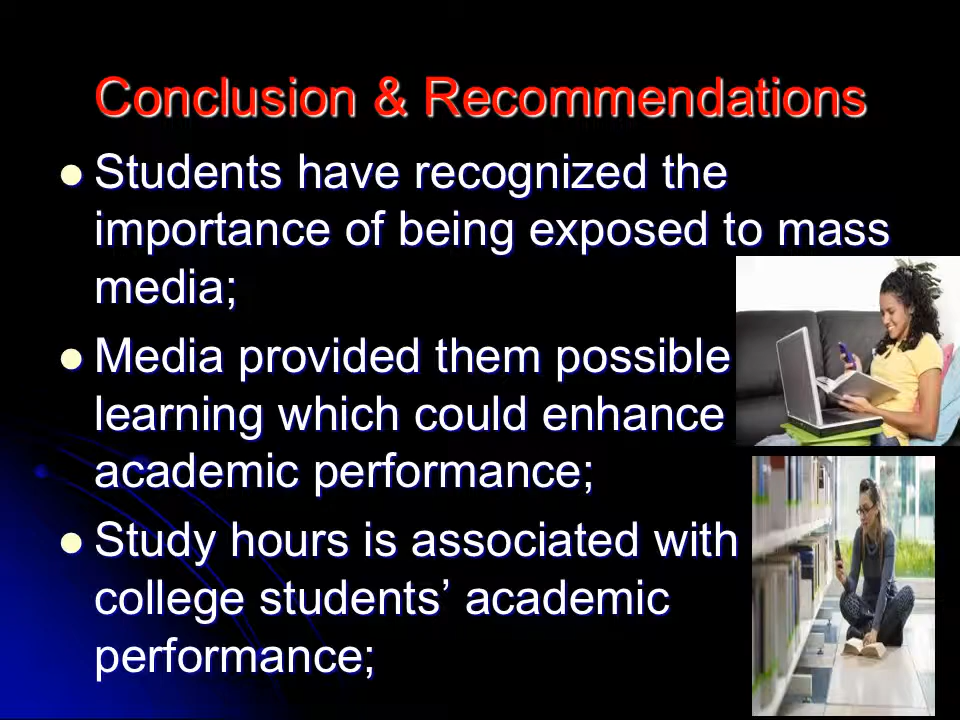 Conclusion & Recommendations
Students have recognized the
importance of being exposed to mass
media;
Media provided them possible
learning which could enhance
academic performance;
Study hours is associated with
college students’ academic
performance;